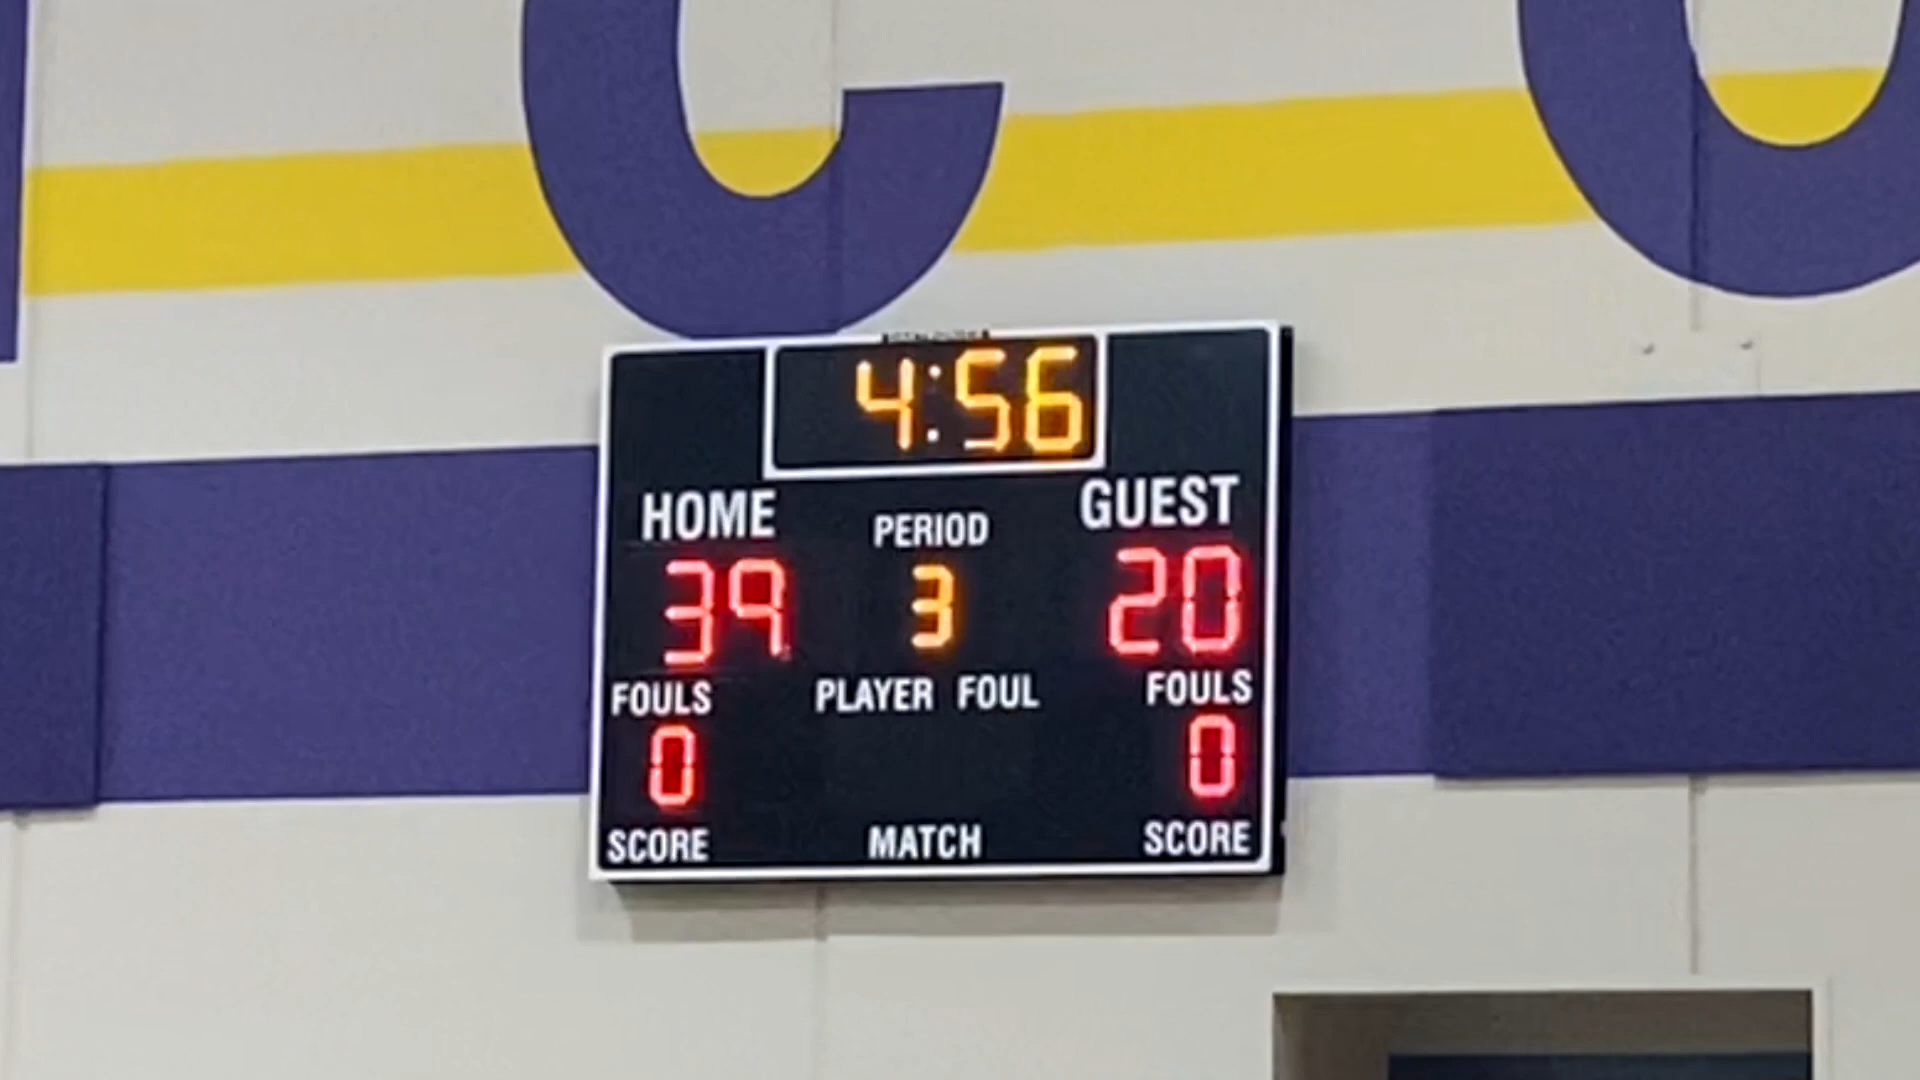 C
4:56
HOME PERIOD GUEST
39 3 20
FOULS PLAYER FOUL FOULS
0 0
SCORE MATCH SCORE